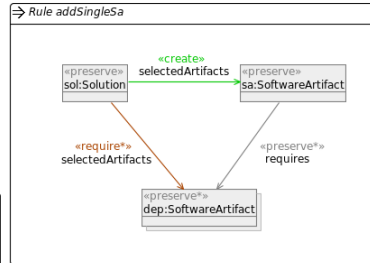 Rule addSingleSa
«create»
selectedArtifacts
«preserve»
sol:Solution
«preserve»
sa:SoftwareArtifact
«require*»
selectedArtifacts
«preserve*»
requires
«preserve*»
dep:SoftwareArtifact